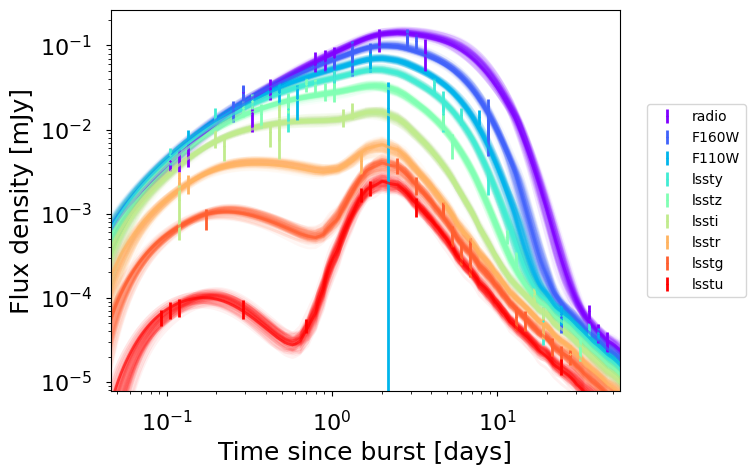 Flux density [mJy]
10⁻¹
10⁻²
10⁻³
10⁻⁴
10⁻⁵
10⁻¹ 10⁰ 10¹
Time since burst [days]
radio
F160W
F110W
lssty
lsstz
lssti
lsstr
lsstg
lsstu